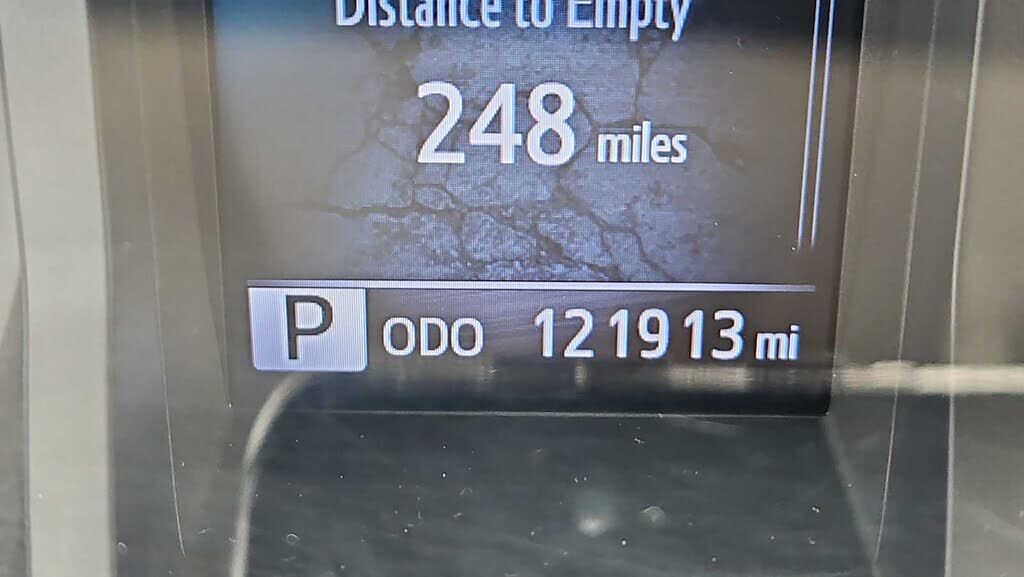 Distance to Empty
248 miles
P ODO 121913 mi